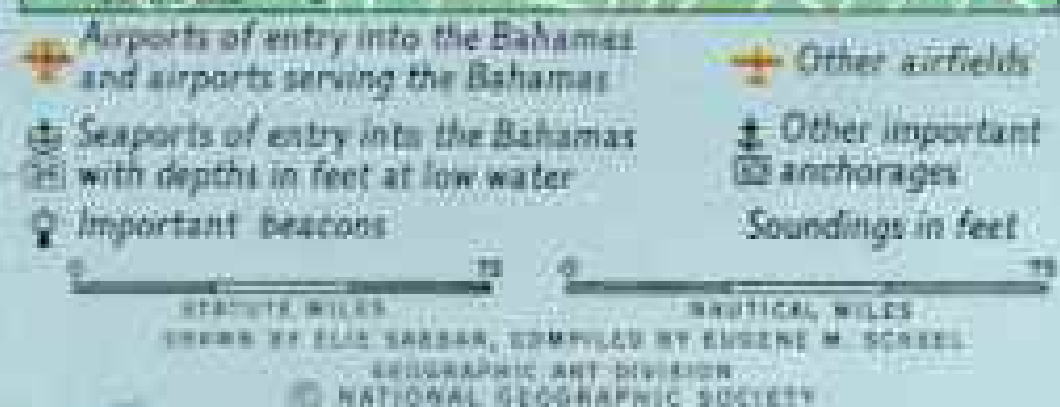 Airports of entry into the Bahamas
and airports serving the Bahamas
Other airfields
Seaports of entry into the Bahamas
with depths in feet at low water
Other important
anchorages
Important beacons
Soundings in feet
0 75
0 75
STATUTE MILES
NAUTICAL MILES
DRAWN BY ELIE SABBAN, COMPILED BY EUGENE M. SCHEEL
GEOGRAPHIC ART DIVISION
© NATIONAL GEOGRAPHIC SOCIETY